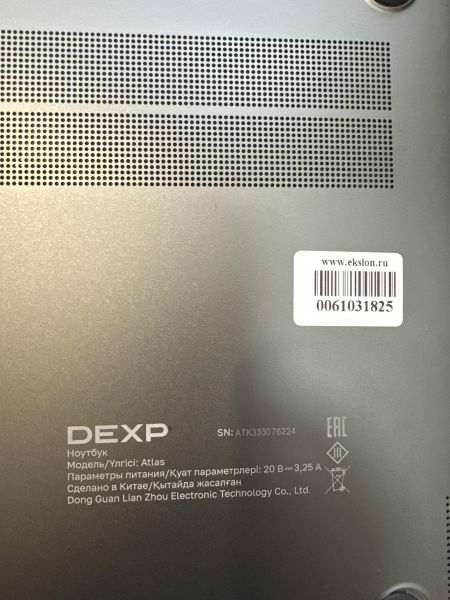 www.ekslon.ru
0061031825
DEXP
SN: ATK333076224
EAC
Ноутбук
Модель/Үлгісі: Atlas
Параметры питания/Қуат параметрлері: 20 В⎓3,25 А
Сделано в Китае/Қытайда жасалған
Dong Guan Lian Zhou Electronic Technology Co., Ltd.